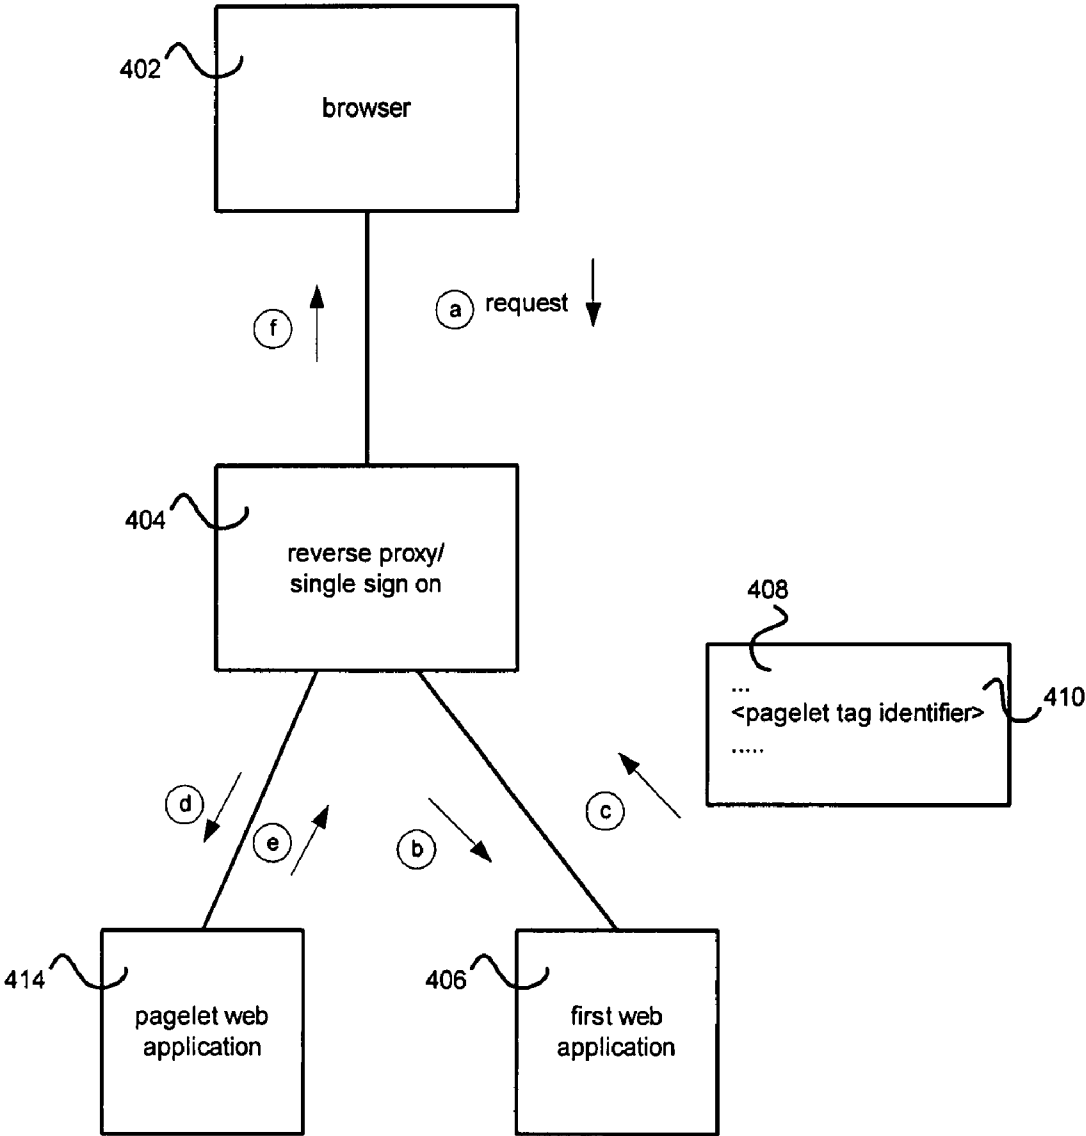 402
browser
f
a
request
404
reverse proxy/
single sign on
408
...
<pagelet tag identifier>
.....
410
d
e
b
c
414
pagelet web
application
406
first web
application